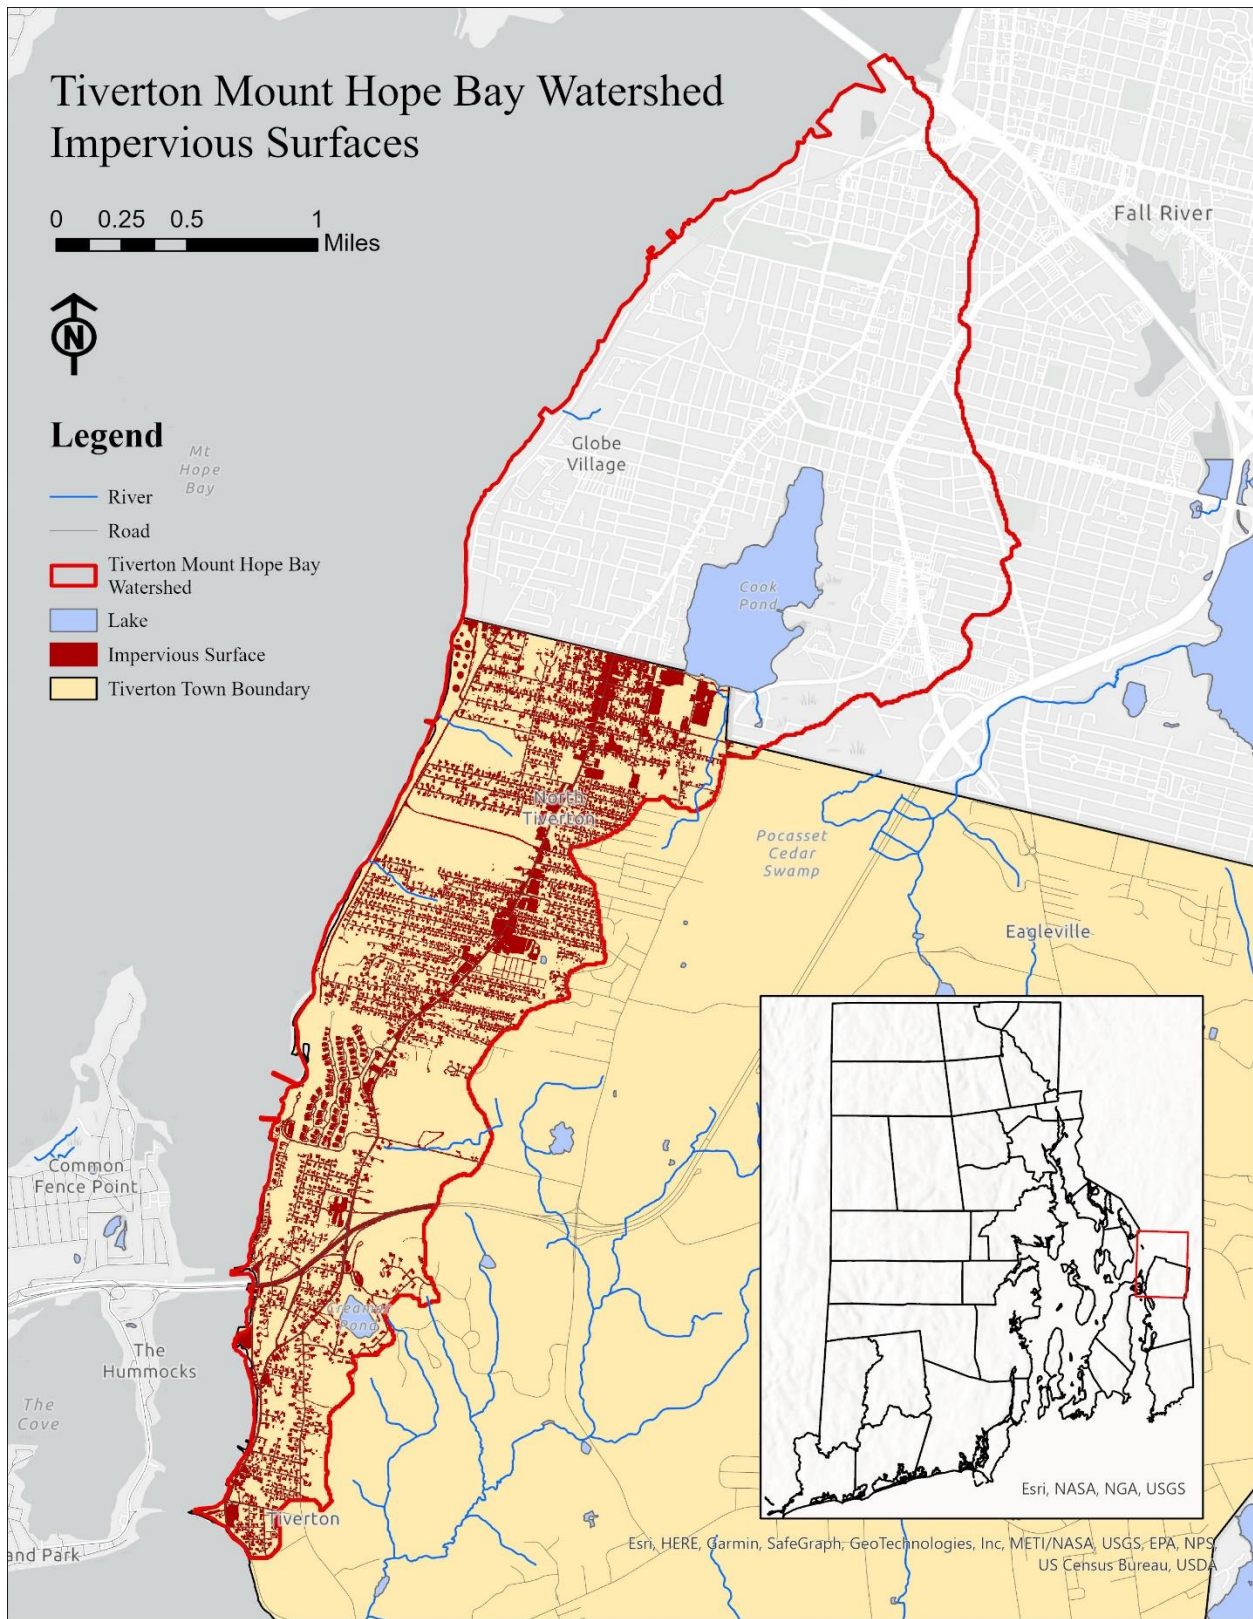 Tiverton Mount Hope Bay Watershed
Impervious Surfaces
0 0.25 0.5 1
Miles
N
Fall River
Legend
Mt
Hope
Bay
River
Road
Tiverton Mount Hope Bay
Watershed
Lake
Impervious Surface
Tiverton Town Boundary
Globe
Village
Cook
Pond
North
Tiverton
Pocasset
Cedar
Swamp
Eagleville
Common
Fence Point
Creamer
Pond
The
Hummocks
The
Cove
Tiverton
and Park
Esri, NASA, NGA, USGS
Esri, HERE, Garmin, SafeGraph, GeoTechnologies, Inc, METI/NASA, USGS, EPA, NPS,
US Census Bureau, USDA